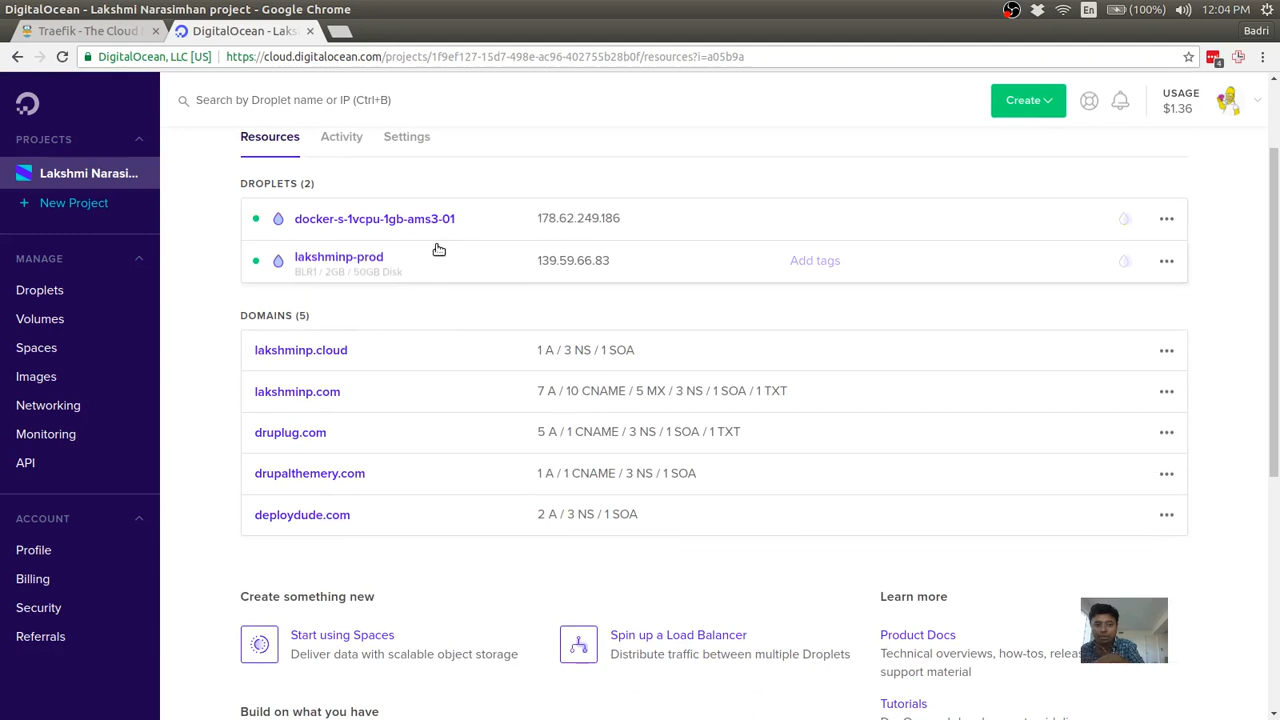 DigitalOcean - Lakshmi Narasimhan project - Google Chrome
En
(100%)
12:04 PM
Traefik - The Cloud
DigitalOcean - Laks
Badri
DigitalOcean, LLC [US]
https://cloud.digitalocean.com/projects/1f9ef127-15d7-498e-ac96-402755b28b0f/resources?i=a05b9a
4
Search by Droplet name or IP (Ctrl+B)
Create
USAGE
$1.36
PROJECTS
Lakshmi Narasi...
+ New Project
MANAGE
Droplets
Volumes
Spaces
Images
Networking
Monitoring
API
ACCOUNT
Profile
Billing
Security
Referrals
Resources
Activity
Settings
DROPLETS (2)
docker-s-1vcpu-1gb-ams3-01
178.62.249.186
lakshminp-prod
139.59.66.83
Add tags
BLR1 / 2GB / 50GB Disk
DOMAINS (5)
lakshminp.cloud
1 A / 3 NS / 1 SOA
lakshminp.com
7 A / 10 CNAME / 5 MX / 3 NS / 1 SOA / 1 TXT
druplug.com
5 A / 1 CNAME / 3 NS / 1 SOA / 1 TXT
drupalthemery.com
1 A / 1 CNAME / 3 NS / 1 SOA
deploydude.com
2 A / 3 NS / 1 SOA
Create something new
Start using Spaces
Deliver data with scalable object storage
Spin up a Load Balancer
Distribute traffic between multiple Droplets
Learn more
Product Docs
Technical overviews, how-tos,
support material
Tutorials
Build on what you have